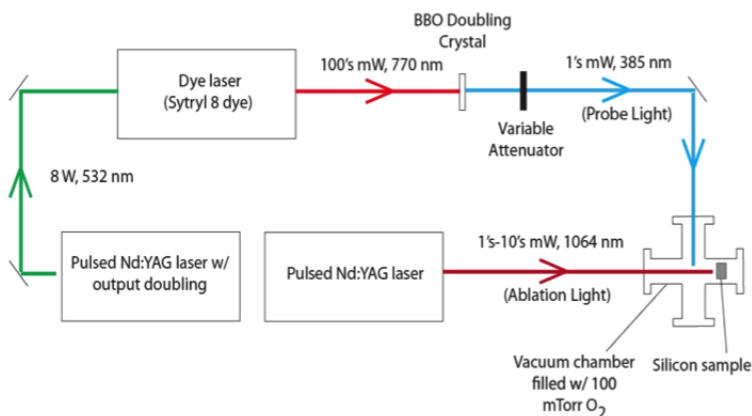 BBO Doubling
Crystal
100's mW, 770 nm
1's mW, 385 nm
Dye laser
(Sytryl 8 dye)
(Probe Light)
Variable
Attenuator
8 W, 532 nm
Pulsed Nd:YAG laser w/
output doubling
Pulsed Nd:YAG laser
1's-10's mW, 1064 nm
(Ablation Light)
Vacuum chamber
filled w/ 100
mTorr O₂
Silicon sample